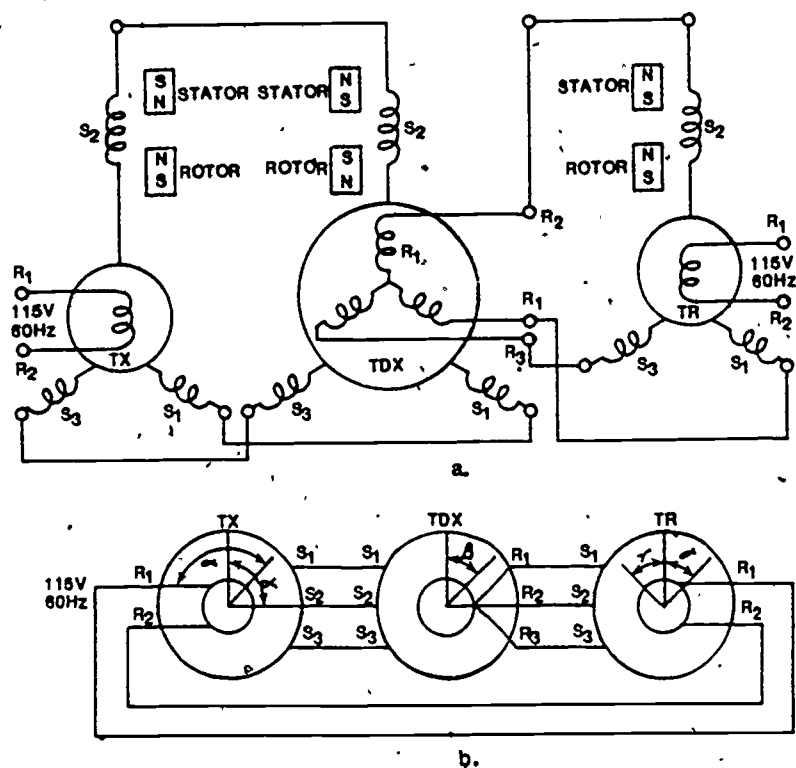 S N STATOR STATOR N S STATOR N S
S2 S2 S2
N S ROTOR ROTOR S N ROTOR N S
R2
R1 R1
R1 115V 60Hz R1 115V 60Hz
R2 TX R3 TR R2
TDX
S3 S1 S3 S1 S3 S1
a.
TX TDX TR
115V 60Hz R1 S1 S1 β R1 S1 R1
R2 S2 S2 R2 S2 R2
S3 S3 R3 S3
b.